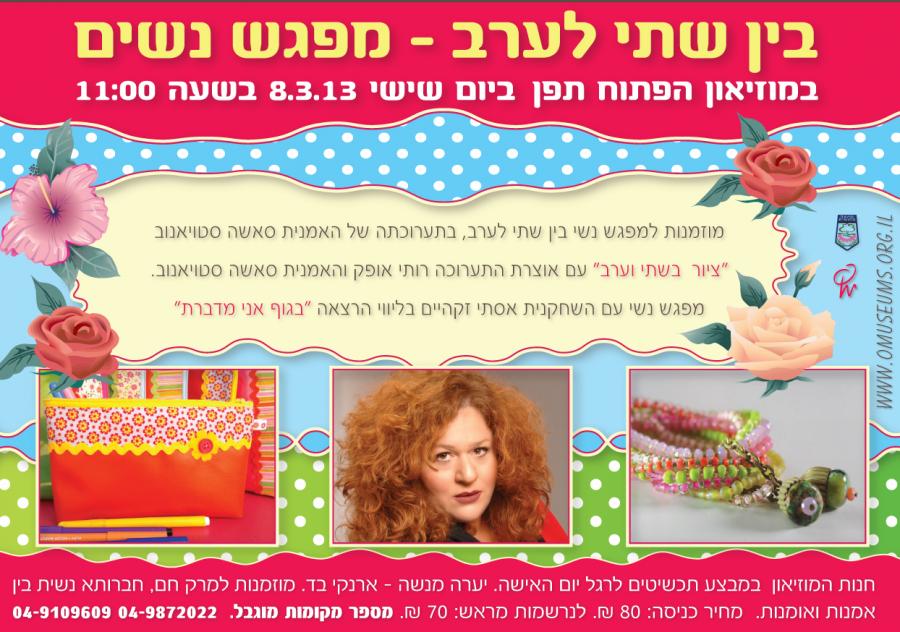 בין שתי לערב - מפגש נשים
במוזיאון הפתוח תפן ביום שישי 8.3.13 בשעה 11:00
מוזמנות למפגש נשי בין שתי לערב, בתערוכתה של האמנית סאשה סטויאנוב
"ציור בשתי וערב" עם אוצרת התערוכה רותי אופק והאמנית סאשה סטויאנוב.
מפגש נשי עם השחקנית אסתי זקהיים בליווי הרצאה "בגוף אני מדברת"
WWW.OMUSEUMS.ORG.IL
חנות המוזיאון במבצע תכשיטים לרגל יום האישה. יערה מנשה - ארנקי בד. מוזמנות למרק חם, חברותא נשית בין
אמנות ואומנות. מחיר כניסה: 80 ₪. לנרשמות מראש: 70 ₪. מספר מקומות מוגבל. 04-9872022 04-9109609